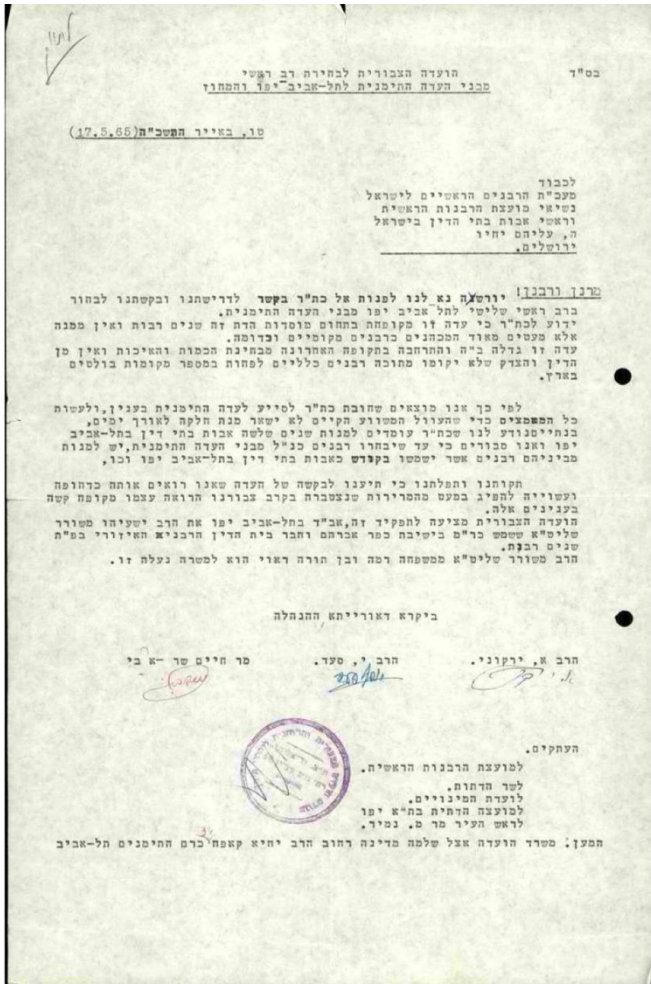 לתיק
בס"ד
הועדה הצבורית לבחירת רב ראשי
מבני העדה התימנית לתל-אביב יפו והמחוז
טו, באייר התשכ"ה(17.5.65)
לכבוד
מעכ"ת הרבנים הראשיים לישראל
נשיאי מועצת הרבנות הראשית
וראשי אבות בתי הדין בישראל
ה, עליהם יחיו
ירושלים.
מרנן ורבנן! יורשה נא לנו לפנות אל כת"ר בקשר לדרישתנו ובקשתנו לבחור
ברב ראשי שלישי לתל אביב יפו מבני העדה התימנית.
ידוע לכת"ר כי עדה זו מקופחת בתחום מוסדות הדת זה שנים רבות ואין ממנה
אלא מעטים מאוד המכהנים כרבנים מקומיים וכדומה.
עדה זו גדלה ב"ה והתרחבה בתקופה האחרונה מבחינת הכמות והאיכות ואין מן
הדין והצדק שלא יקומו מתוכה רבנים כלליים לפחות במספר מקומות בולטים
בארץ.
לפי כך אנו מוצאים שחובת כת"ר לסייע לעדה התימנית בענין,ולעשות
כל המאמצים כדי שהעוול המשווע הקיים לא ישאר מנת חלקה לאורך ימים,
בנתיימנודע לנו שכת"ר עומדים למנות שנים שלשה אבות בתי דין בתל-אביב
יפו ואנו סבורים כי עד שיבחרו רבנים כנ"ל מבני העדה התימנית,יש למנות
מביניהם רבנים אשר ישמשו בקודש כאבות בתי דין בתל-אביב יפו וכו,
תקותנו ותפלתנו כי תיענו לבקשה של העדה שאנו רואים אותה כדחופה
ועשוייה להפיג במעט מהמרירות שנצטברה בקרב צבורנו הרואה עצמו מקופח קשה
בענינים אלה.
הועדה הצבורית מציעה לתפקיד זה,אב"ד בתל-אביב יפו את הרב ישעיהו משורר
שליט"א ששמש כר"מ בישיבת כפר אברהם וחבר בית הדין הרבניא האיזורי בפ"ת
שנים רבות.
הרב משורר שליט"א ממשפחה רמה ובן תורה ראוי הוא למשרה נעלה זו.
ביקרא דאורייתא ההנהלה
הרב א, ירקוני. הרב י, סעד. מר חיים שר -א בי
העתקים.
למועצת הרבנות הראשית.
לשר הדתות.
לועדת המינויים.
למועצה הדתית בת"א יפו
לראש העיר מר מ. נמיר.
המען: משרד הועדה אצל שלמה מדינה רחוב הרב יחיא קאפח כרם התימנים תל-אביב